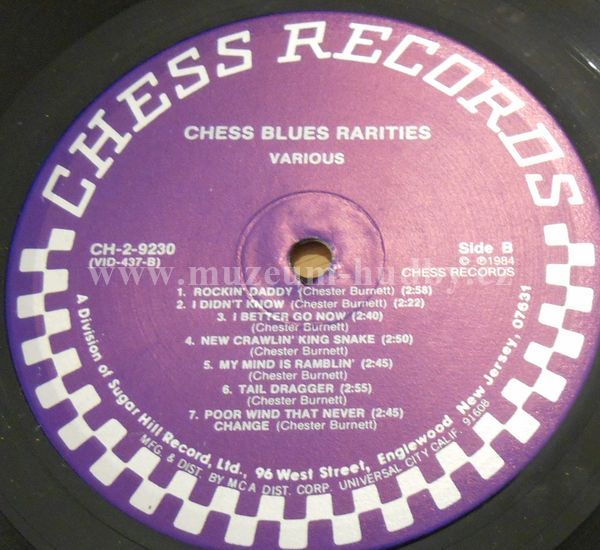 CHESS RECORDS
CHESS BLUES RARITIES
VARIOUS
CH-2-9230
(VID-437-B)
Side B
© ℗1984
CHESS RECORDS
www.muzeum-hudby.cz
1. ROCKIN' DADDY (Chester Burnett) (2:58)
2. I DIDN'T KNOW (Chester Burnett) (2:22)
3. I BETTER GO NOW (2:40)
(Chester Burnett)
4. NEW CRAWLIN' KING SNAKE (2:50)
(Chester Burnett)
5. MY MIND IS RAMBLIN' (2:45)
(Chester Burnett)
6. TAIL DRAGGER (2:55)
(Chester Burnett)
7. POOR WIND THAT NEVER (2:45)
CHANGE (Chester Burnett)
A Division of Sugar Hill Record, Ltd., 96 West Street, Englewood, New Jersey, 07631
MFG. & DIST. BY MCA DIST. CORP. UNIVERSAL CITY CALIF. 91608